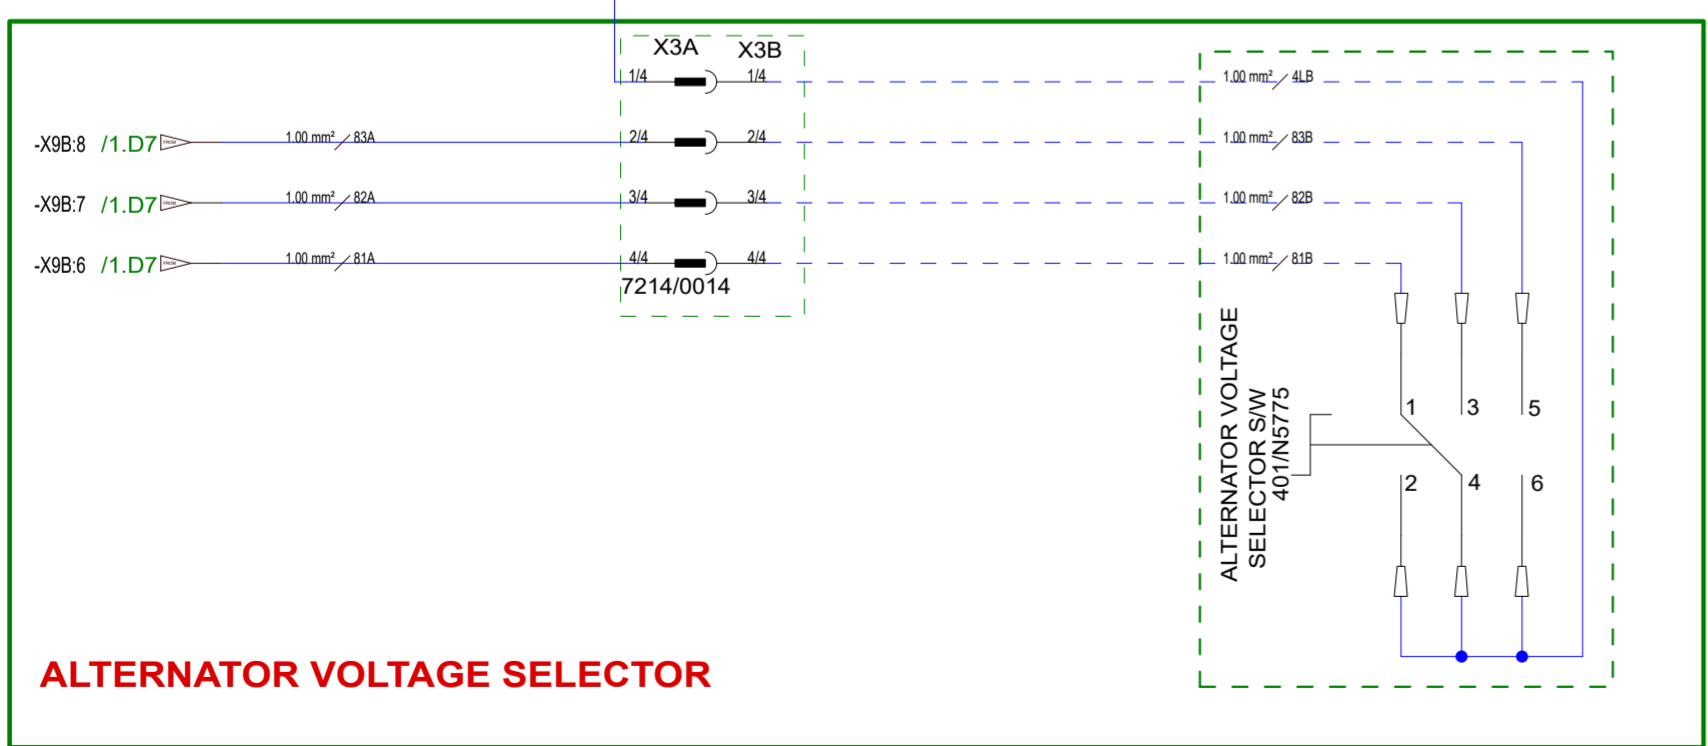 X3A X3B
1/4 1/4 1.00 mm² 4LB
-X9B:8 /1.D7 FROM 1.00 mm² 83A 2/4 2/4 1.00 mm² 83B
-X9B:7 /1.D7 FROM 1.00 mm² 82A 3/4 3/4 1.00 mm² 82B
-X9B:6 /1.D7 FROM 1.00 mm² 81A 4/4 4/4 1.00 mm² 81B
7214/0014
ALTERNATOR VOLTAGE
SELECTOR S/W
401/N5775
1 3 5
2 4 6
ALTERNATOR VOLTAGE SELECTOR